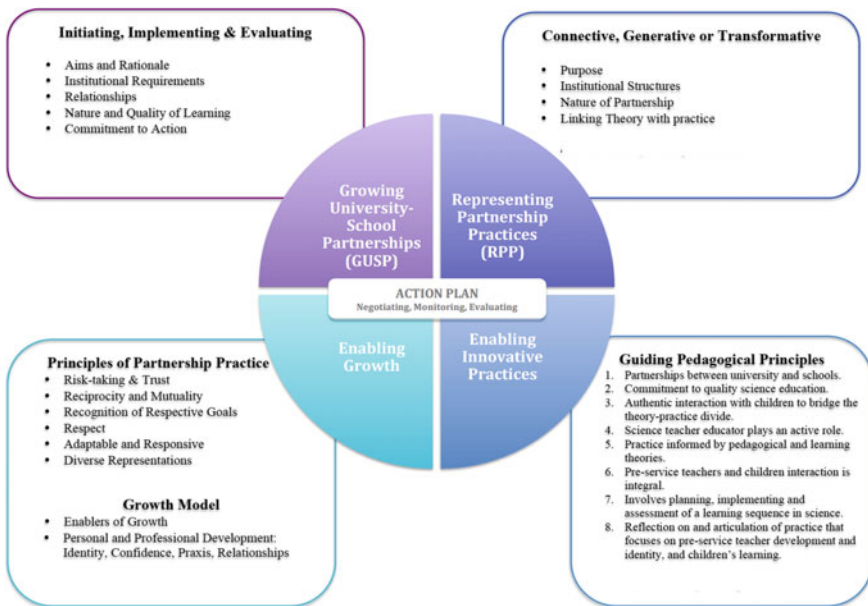 Initiating, Implementing & Evaluating
• Aims and Rationale
• Institutional Requirements
• Relationships
• Nature and Quality of Learning
• Commitment to Action
Connective, Generative or Transformative
• Purpose
• Institutional Structures
• Nature of Partnership
• Linking Theory with practice
Growing
University-
School
Partnerships
(GUSP)
Representing
Partnership
Practices
(RPP)
ACTION PLAN
Negotiating, Monitoring, Evaluating
Enabling
Growth
Enabling
Innovative
Practices
Principles of Partnership Practice
• Risk-taking & Trust
• Reciprocity and Mutuality
• Recognition of Respective Goals
• Respect
• Adaptable and Responsive
• Diverse Representations
Growth Model
• Enablers of Growth
• Personal and Professional Development:
Identity, Confidence, Praxis, Relationships
Guiding Pedagogical Principles
1. Partnerships between university and schools.
2. Commitment to quality science education.
3. Authentic interaction with children to bridge the
theory-practice divide.
4. Science teacher educator plays an active role.
5. Practice informed by pedagogical and learning
theories.
6. Pre-service teachers and children interaction is
integral.
7. Involves planning, implementing and
assessment of a learning sequence in science.
8. Reflection on and articulation of practice that
focuses on pre-service teacher development and
identity, and children's learning.